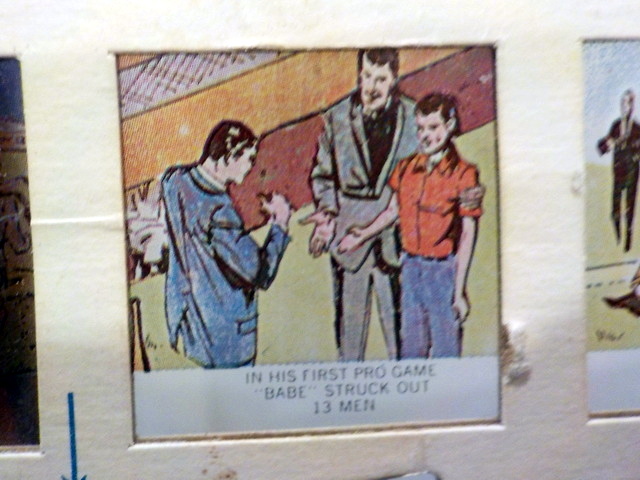 IN HIS FIRST PRO GAME
"BABE" STRUCK OUT
13 MEN